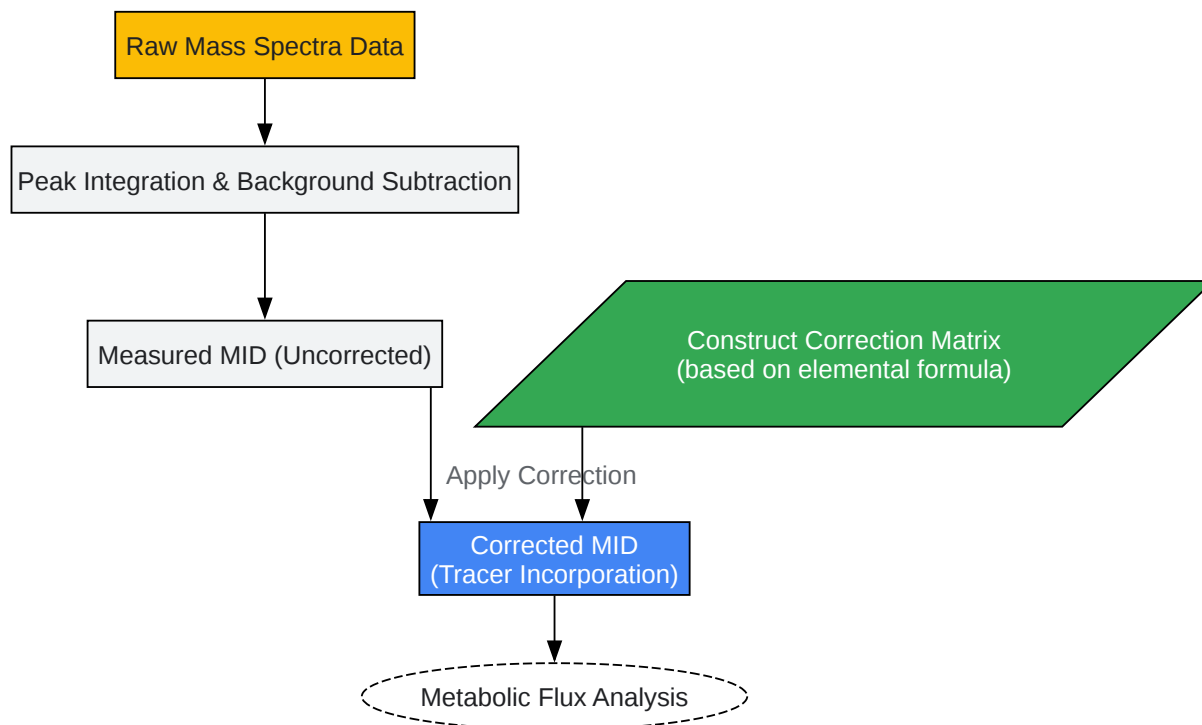 Raw Mass Spectra Data
Peak Integration & Background Subtraction
Measured MID (Uncorrected)
Construct Correction Matrix
(based on elemental formula)
Apply Correction
Corrected MID
(Tracer Incorporation)
Metabolic Flux Analysis